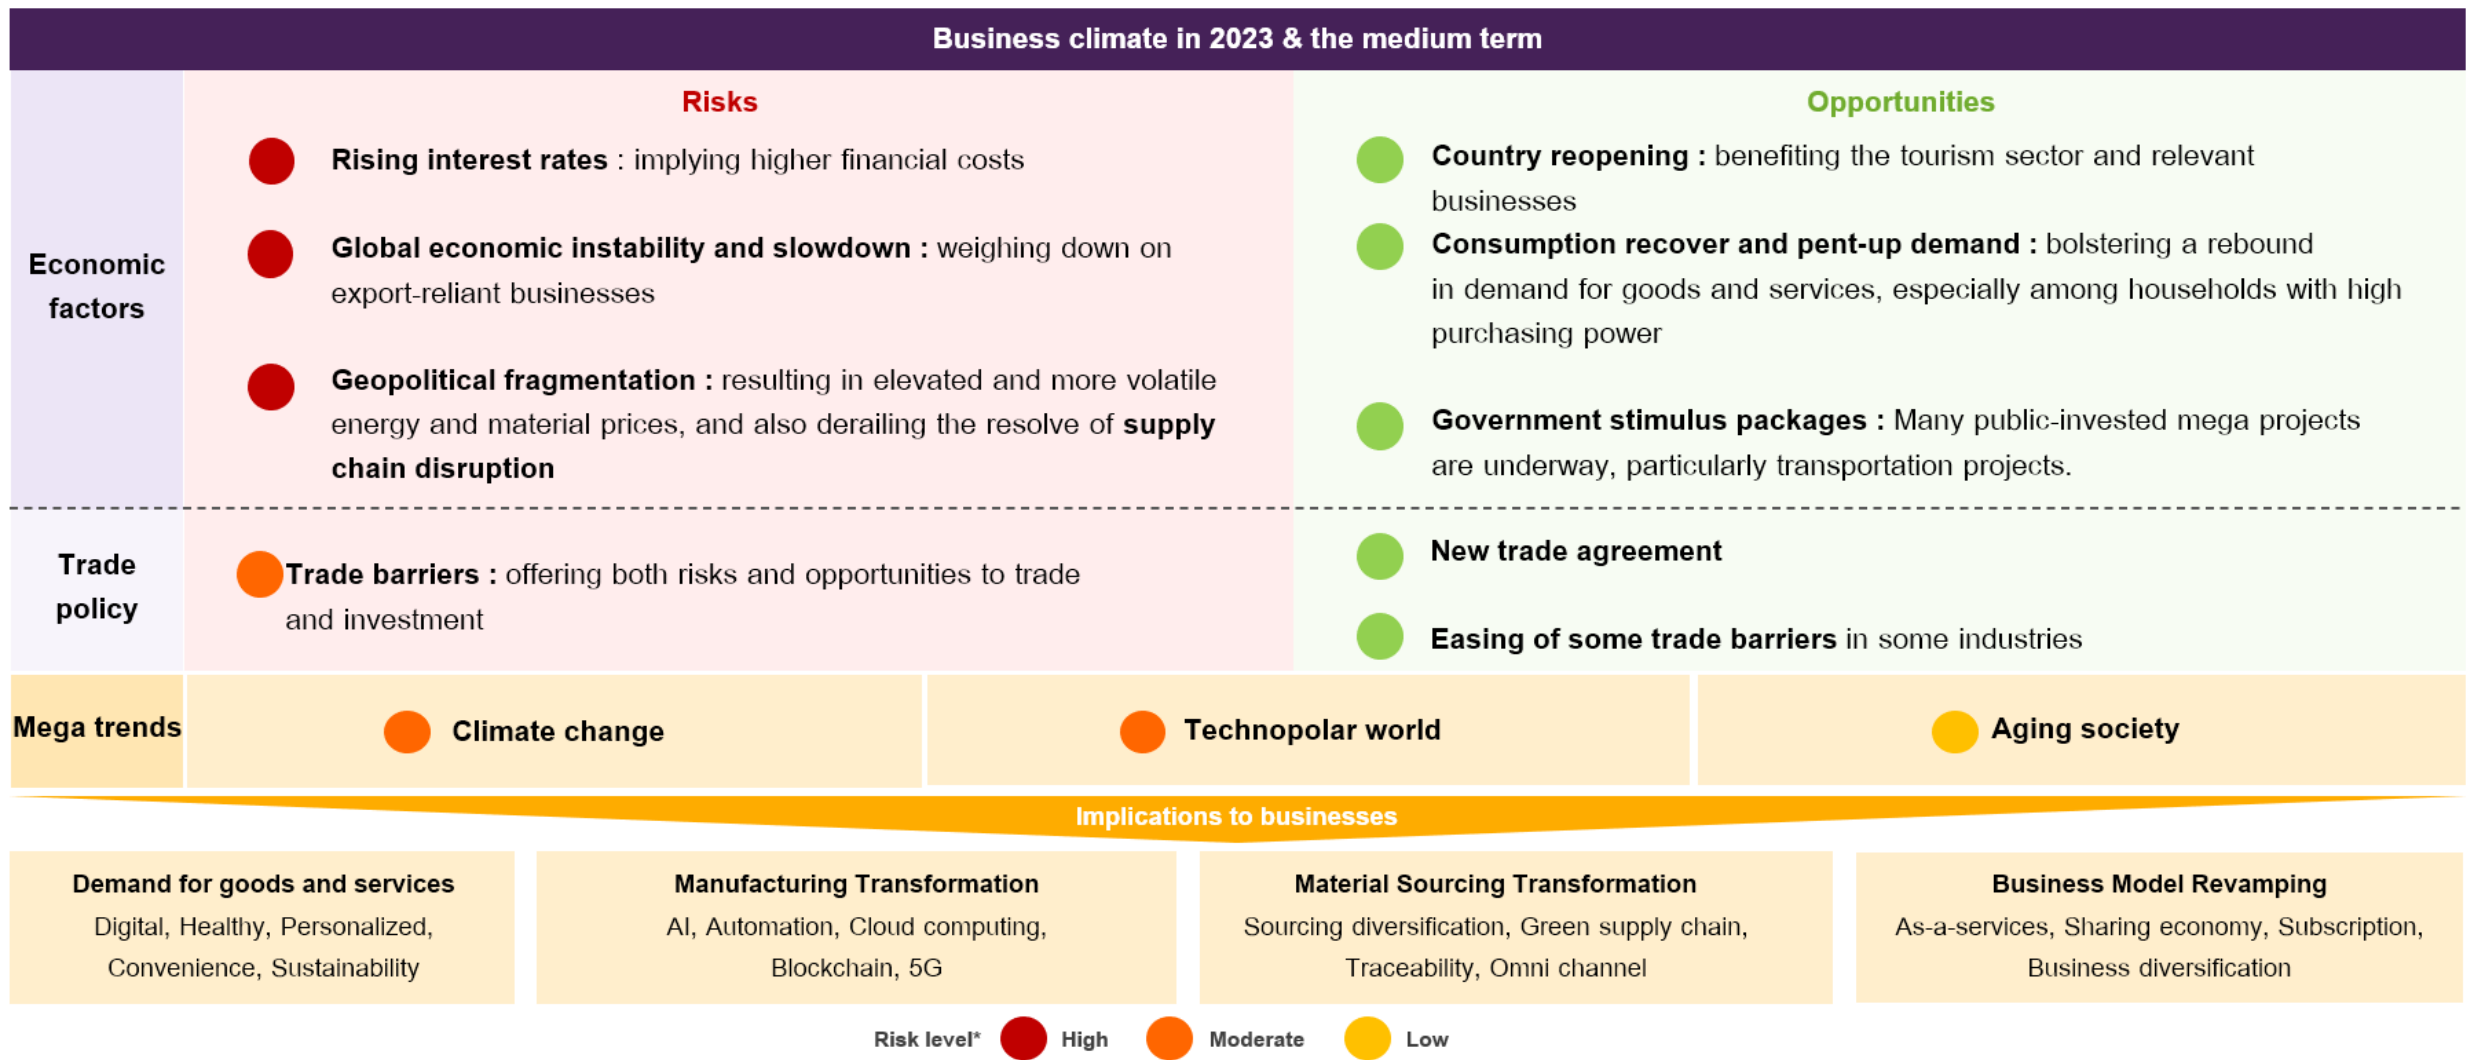 Business climate in 2023 & the medium term
Economic
factors
Risks
Rising interest rates : implying higher financial costs
Global economic instability and slowdown : weighing down on
export-reliant businesses
Geopolitical fragmentation : resulting in elevated and more volatile
energy and material prices, and also derailing the resolve of supply
chain disruption
Opportunities
Country reopening : benefiting the tourism sector and relevant
businesses
Consumption recover and pent-up demand : bolstering a rebound
in demand for goods and services, especially among households with high
purchasing power
Government stimulus packages : Many public-invested mega projects
are underway, particularly transportation projects.
Trade
policy
Trade barriers : offering both risks and opportunities to trade
and investment
New trade agreement
Easing of some trade barriers in some industries
Mega trends
Climate change
Technopolar world
Aging society
Implications to businesses
Demand for goods and services
Digital, Healthy, Personalized,
Convenience, Sustainability
Manufacturing Transformation
AI, Automation, Cloud computing,
Blockchain, 5G
Material Sourcing Transformation
Sourcing diversification, Green supply chain,
Traceability, Omni channel
Business Model Revamping
As-a-services, Sharing economy, Subscription,
Business diversification
Risk level* High Moderate Low